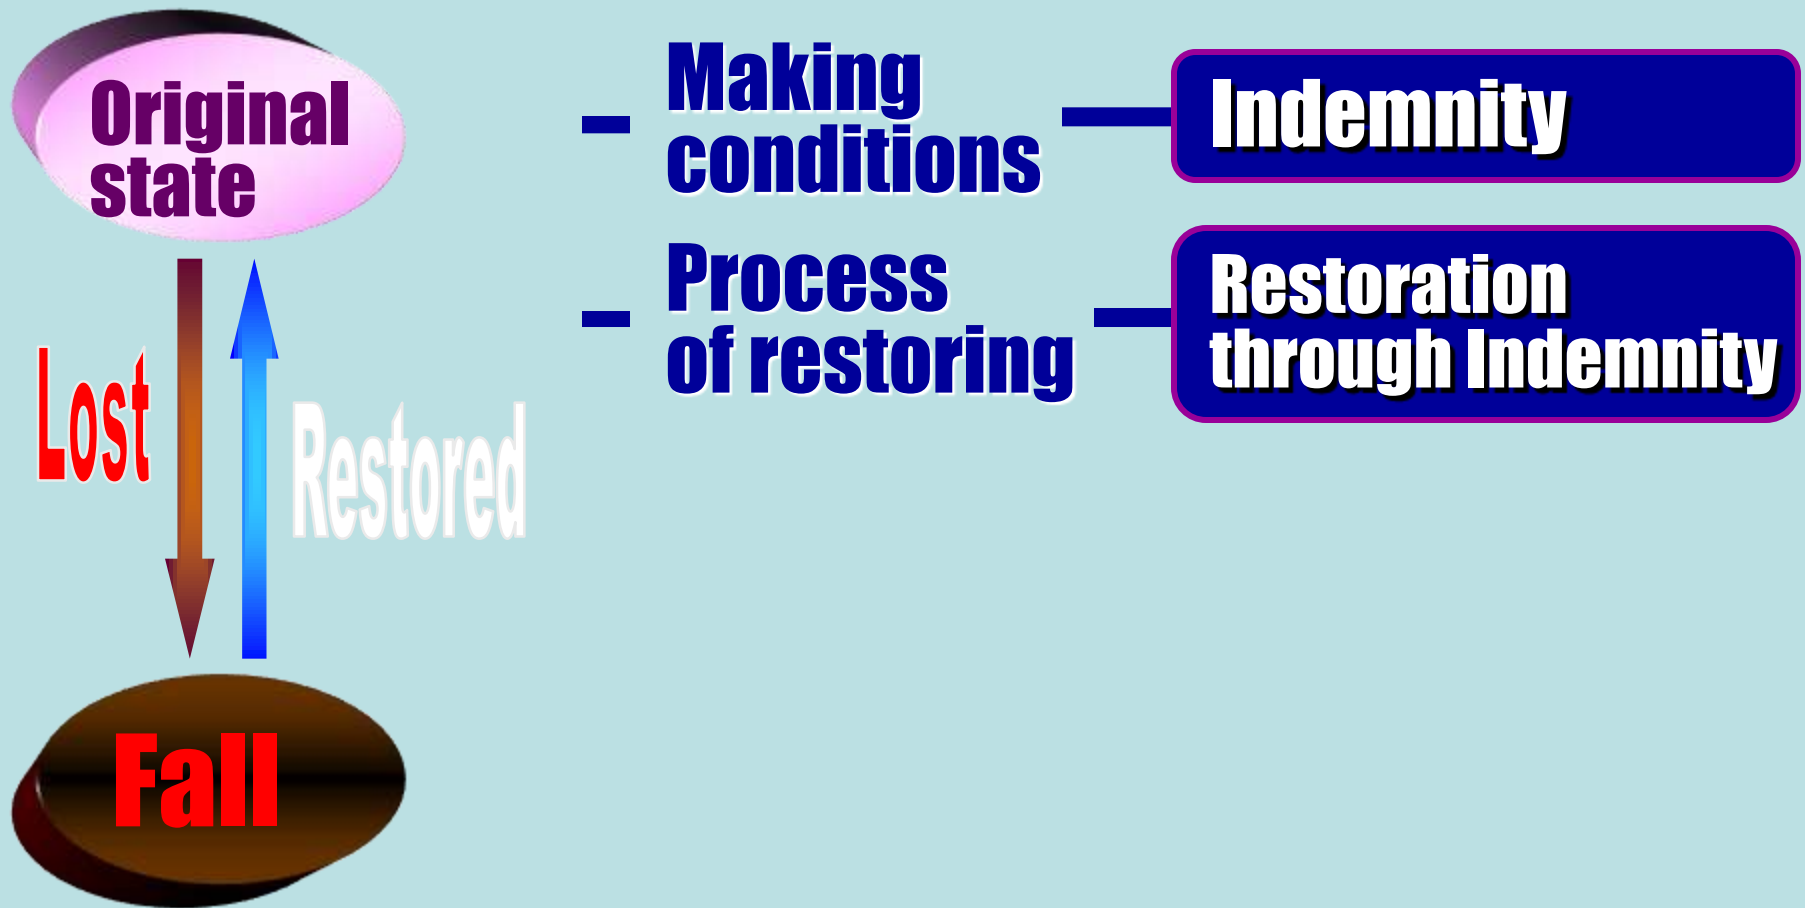 Original
state
Making
conditions
Indemnity
Process
of restoring
Restoration
through Indemnity
Lost
Restored
Fall